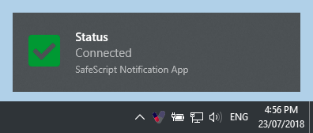 Status
Connected
SafeScript Notification App
4:56 PM
ENG
23/07/2018